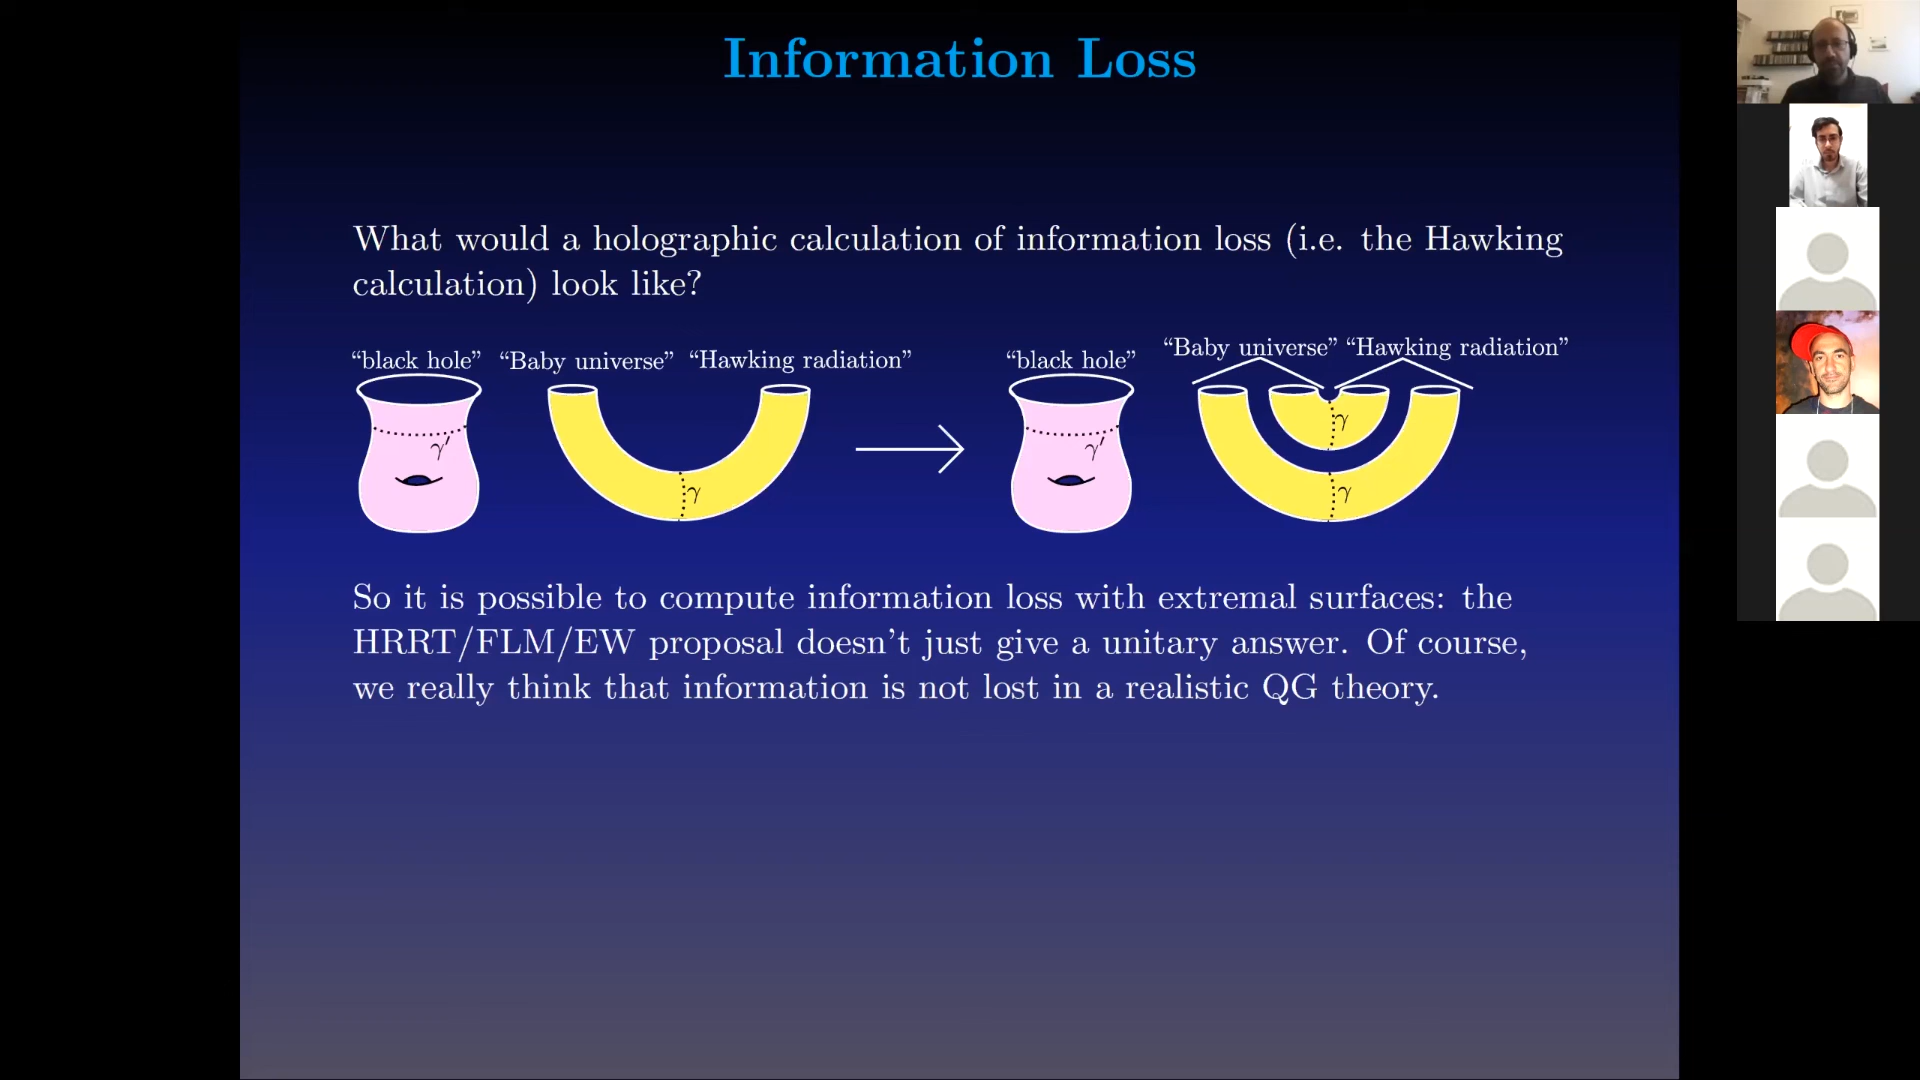 Information Loss
What would a holographic calculation of information loss (i.e. the Hawking
calculation) look like?
“black hole” “Baby universe” “Hawking radiation”
“black hole” “Baby universe” “Hawking radiation”
γ′
γ
γ′
γ
γ
So it is possible to compute information loss with extremal surfaces: the
HRRT/FLM/EW proposal doesn’t just give a unitary answer. Of course,
we really think that information is not lost in a realistic QG theory.